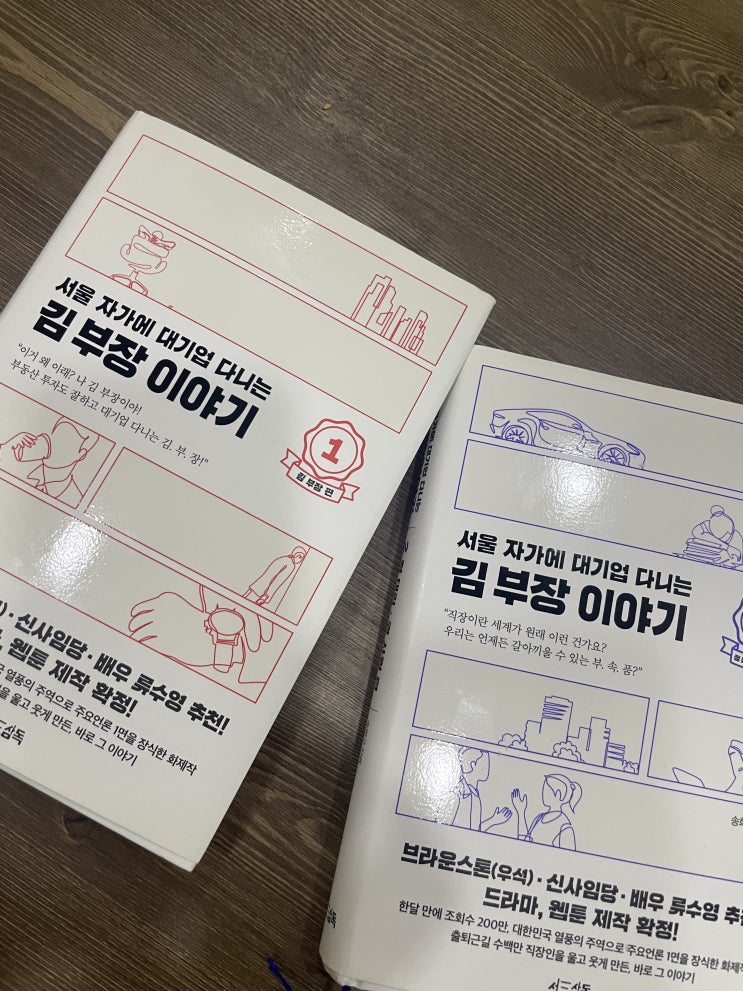 서울 자가에 대기업 다니는
김 부장 이야기
“이거 왜 이래? 나 김 부장이야!
부동산 투자도 잘하고 대기업 다니는 김. 부. 장!”
1
김 부장 편
신사임당 · 배우 류수영 추천!
웹툰 제작 확정!
열풍의 주역으로 주요언론 1면을 장식한 화제작
울고 웃게 만든, 바로 그 이야기
서울 자가에 대기업 다니는
김 부장 이야기
“직장이란 세계가 원래 이런 건가요?
우리는 언제든 갈아끼울 수 있는 부. 속. 품?”
브라운스톤(우석) · 신사임당 · 배우 류수영
드라마, 웹툰 제작 확정!
한달 만에 조회수 200만, 대한민국 열풍의 주역으로 주요언론 1면을 장식한
출퇴근길 수백만 직장인을 울고 웃게 만든, 바로 그 이야기
서삼독